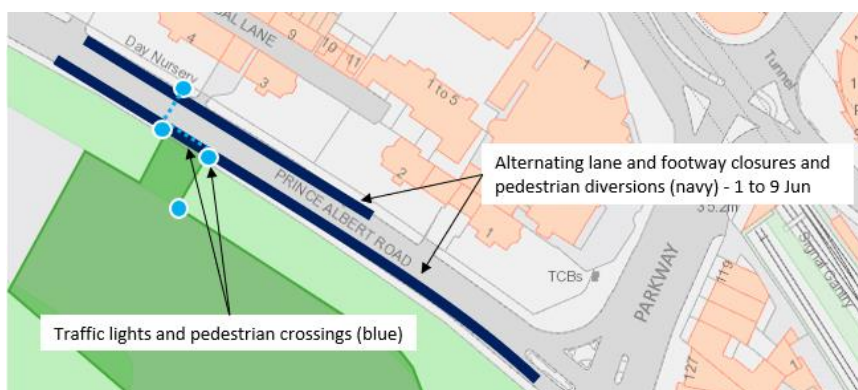 Day Nursery
4
CAL LANE
9
10
11
3
1 to 5
1
Tunnel
Alternating lane and footway closures and
pedestrian diversions (navy) - 1 to 9 Jun
2
PRINCE ALBERT ROAD
1
35.2m
TCBs
PARKWAY
Signal Gantry
119
127
1
Traffic lights and pedestrian crossings (blue)